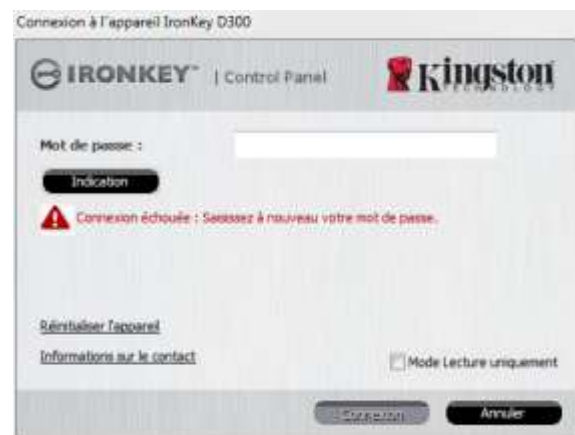 Connexion à l'appareil IronKey D300
IRONKEY™ | Control Panel
Kingston
TECHNOLOGY
Mot de passe :
Indication
Connexion échouée : Saisissez à nouveau votre mot de passe.
Réinitialiser l'appareil
Informations sur le contact
Mode Lecture uniquement
Connexion Annuler